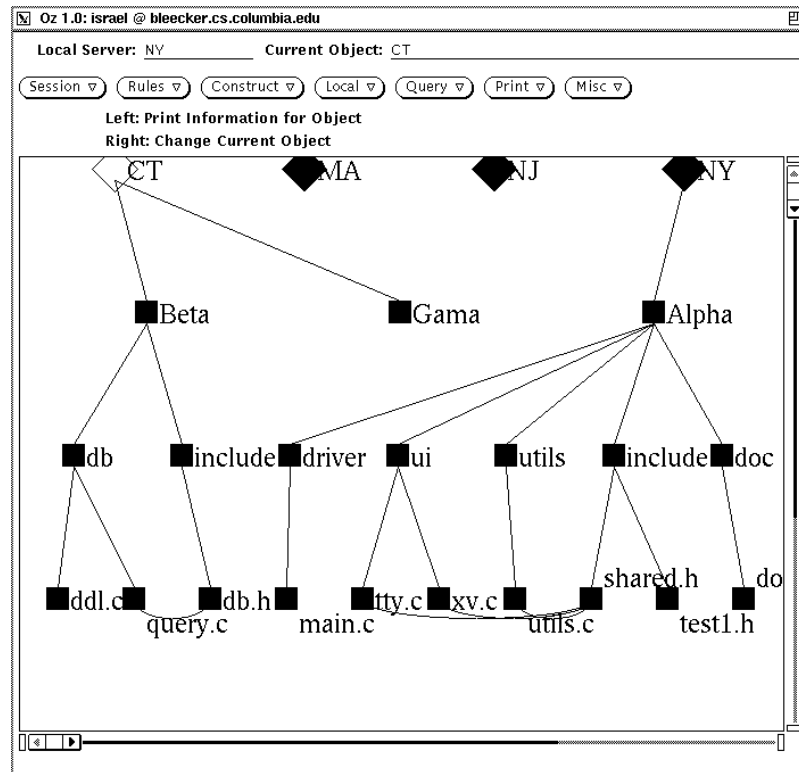 Oz 1.0: israel @ bleecker.cs.columbia.edu
Local Server: NY Current Object: CT
Session Rules Construct Local Query Print Misc
Left: Print Information for Object
Right: Change Current Object
CT MA NJ NY
Beta Gama Alpha
db include driver ui utils include doc
shared.h do
ddl.c db.h tty.c xv.c
query.c main.c utils.c test1.h